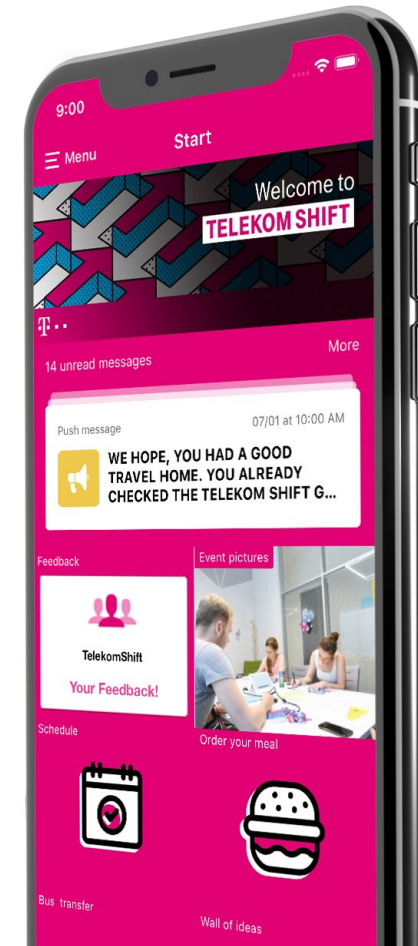 9:00
Start
Menu
Welcome to
TELEKOM SHIFT
T
14 unread messages
More
Push message
07/01 at 10:00 AM
WE HOPE, YOU HAD A GOOD
TRAVEL HOME. YOU ALREADY
CHECKED THE TELEKOM SHIFT G...
Feedback
Event pictures
TelekomShift
Your Feedback!
Schedule
Order your meal
Bus transfer
Wall of ideas